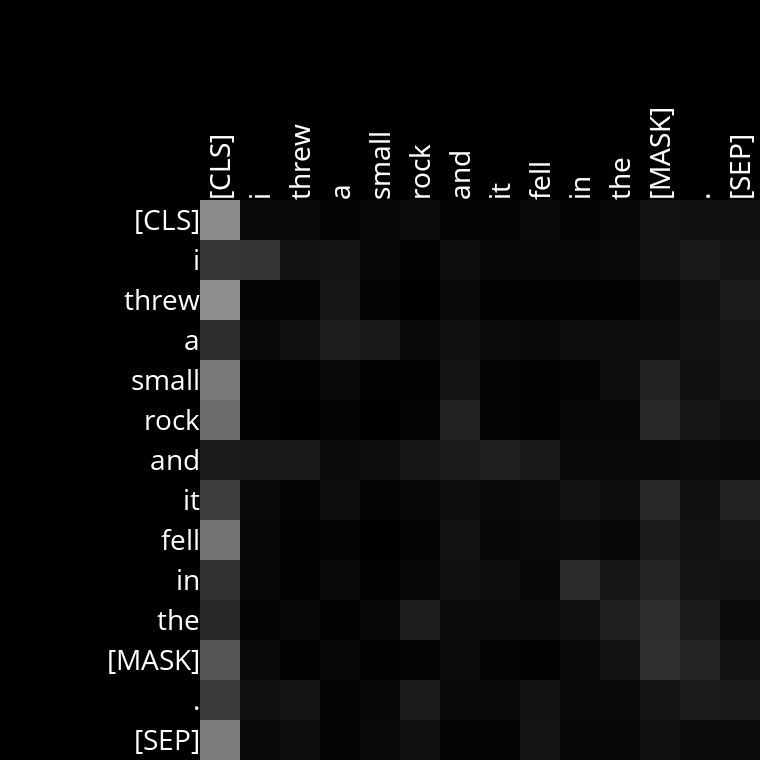 [CLS] i threw a small rock and it fell in the [MASK] . [SEP]
[CLS]
i
threw
a
small
rock
and
it
fell
in
the
[MASK]
.
[SEP]